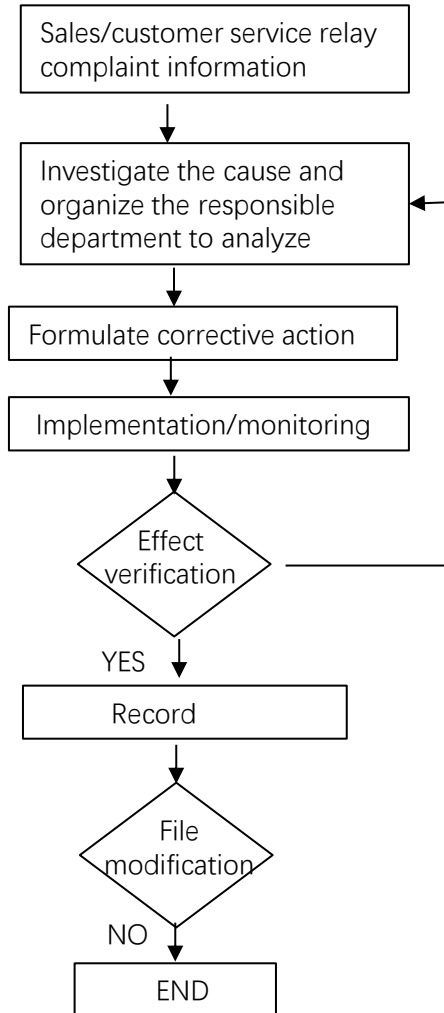 Sales/customer service relay
complaint information
Investigate the cause and
organize the responsible
department to analyze
Formulate corrective action
Implementation/monitoring
Effect
verification
YES
Record
File
modification
NO
END